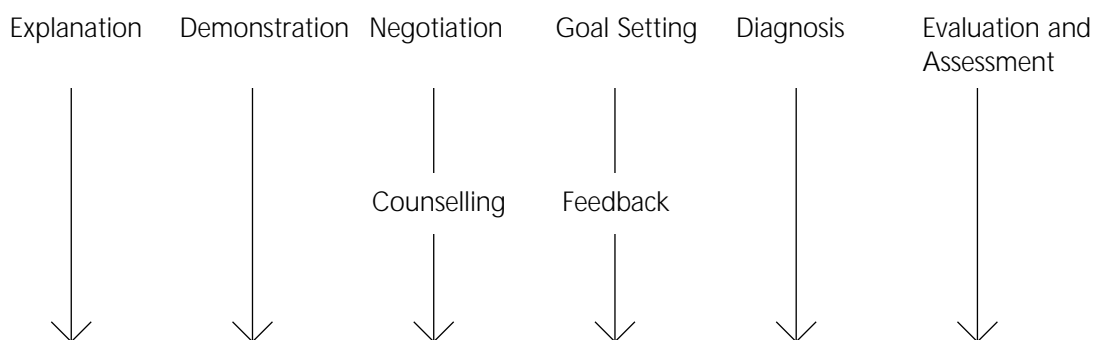 Explanation Demonstration Negotiation Goal Setting Diagnosis Evaluation and
Assessment
Counselling Feedback